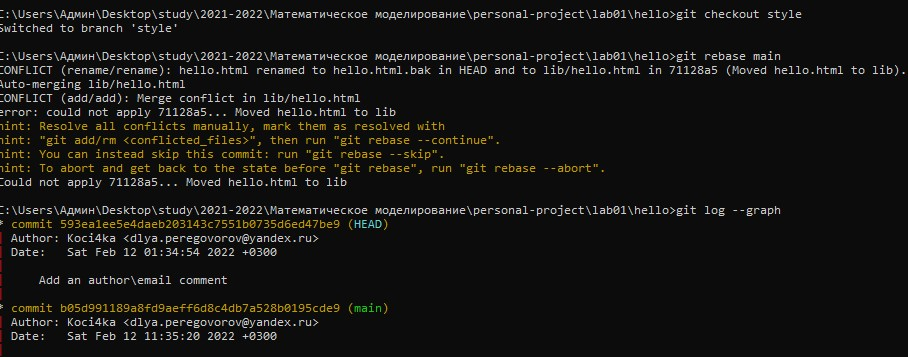 C:\Users\Админ\Desktop\study\2021-2022\Математическое моделирование\personal-project\lab01\hello>git checkout style
Switched to branch 'style'
C:\Users\Админ\Desktop\study\2021-2022\Математическое моделирование\personal-project\lab01\hello>git rebase main
CONFLICT (rename/rename): hello.html renamed to hello.html.bak in HEAD and to lib/hello.html in 71128a5 (Moved hello.html to lib).
Auto-merging lib/hello.html
CONFLICT (add/add): Merge conflict in lib/hello.html
error: could not apply 71128a5... Moved hello.html to lib
hint: Resolve all conflicts manually, mark them as resolved with
hint: "git add/rm <conflicted_files>", then run "git rebase --continue".
hint: You can instead skip this commit: run "git rebase --skip".
hint: To abort and get back to the state before "git rebase", run "git rebase --abort".
Could not apply 71128a5... Moved hello.html to lib
C:\Users\Админ\Desktop\study\2021-2022\Математическое моделирование\personal-project\lab01\hello>git log --graph
* commit 593ea1ee5e4daeb203143c7551b0735d6ed47be9 (HEAD)
| Author: Koci4ka <dlya.peregovorov@yandex.ru>
| Date:   Sat Feb 12 01:34:54 2022 +0300
|
|     Add an author\email comment
|
* commit b05d991189a8fd9aeff6d8c4db7a528b0195cde9 (main)
| Author: Koci4ka <dlya.peregovorov@yandex.ru>
| Date:   Sat Feb 12 11:35:20 2022 +0300
|